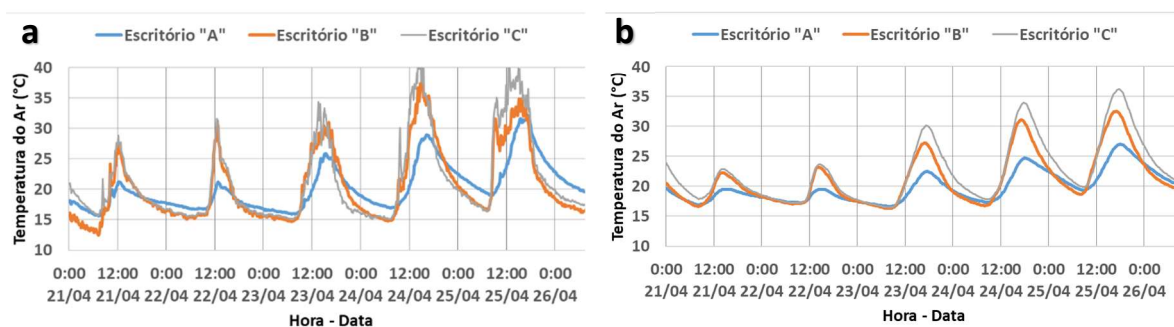 a
Escritório "A" Escritório "B" Escritório "C"
Temperatura do Ar (°C)
40
35
30
25
20
15
10
0:00 12:00 0:00 12:00 0:00 12:00 0:00 12:00 0:00 12:00 0:00
21/04 21/04 22/04 22/04 23/04 23/04 24/04 24/04 25/04 25/04 26/04
Hora - Data
b
Escritório "A" Escritório "B" Escritório "C"
Temperatura do Ar (°C)
40
35
30
25
20
15
10
0:00 12:00 0:00 12:00 0:00 12:00 0:00 12:00 0:00 12:00 0:00
21/04 21/04 22/04 22/04 23/04 23/04 24/04 24/04 25/04 25/04 26/04
Hora - Data